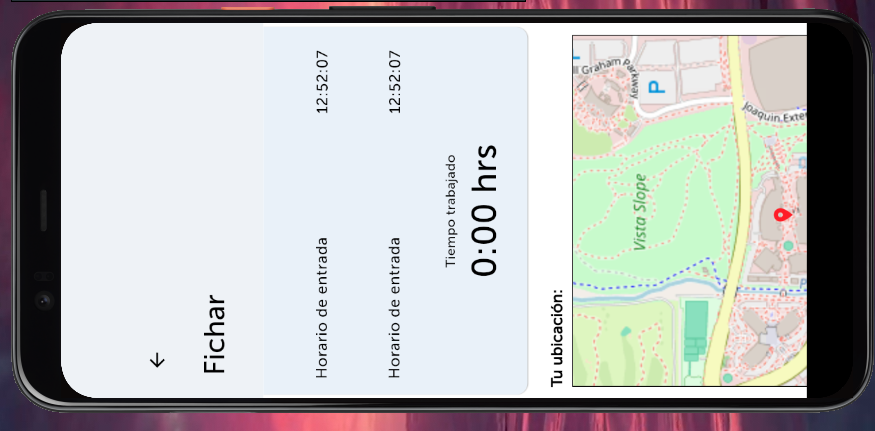 Fichar
Horario de entrada 12:52:07
Horario de entrada 12:52:07
Tiempo trabajado
0:00 hrs
Tu ubicación:
Graham Parkway
P
Joaquin Exte
Vista Slope